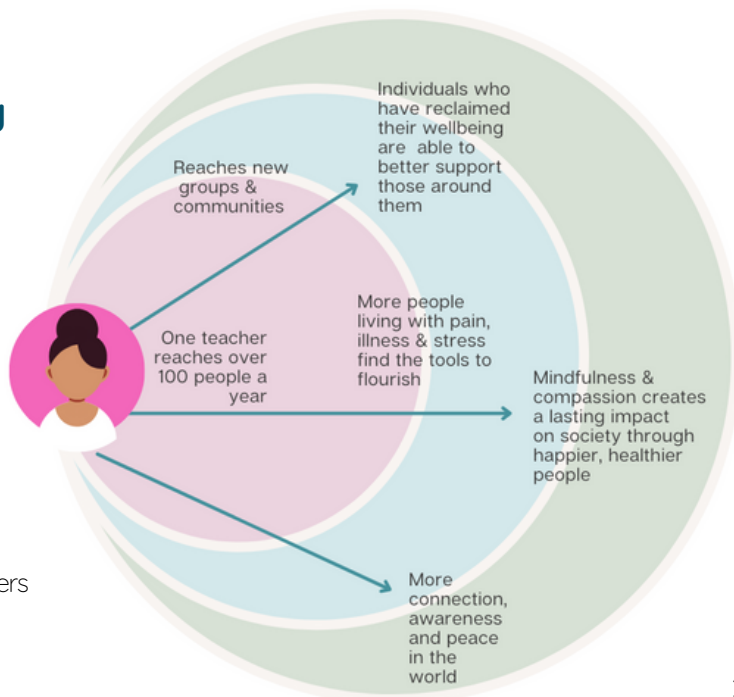 g
Individuals who
have reclaimed
their wellbeing
are able to
better support
those around
them
Reaches new
groups &
communities
One teacher
reaches over
100 people a
year
More people
living with pain,
illness & stress
find the tools to
flourish
Mindfulness &
compassion creates
a lasting impact
on society through
happier, healthier
people
ers
More
connection,
awareness
and peace
in the
world